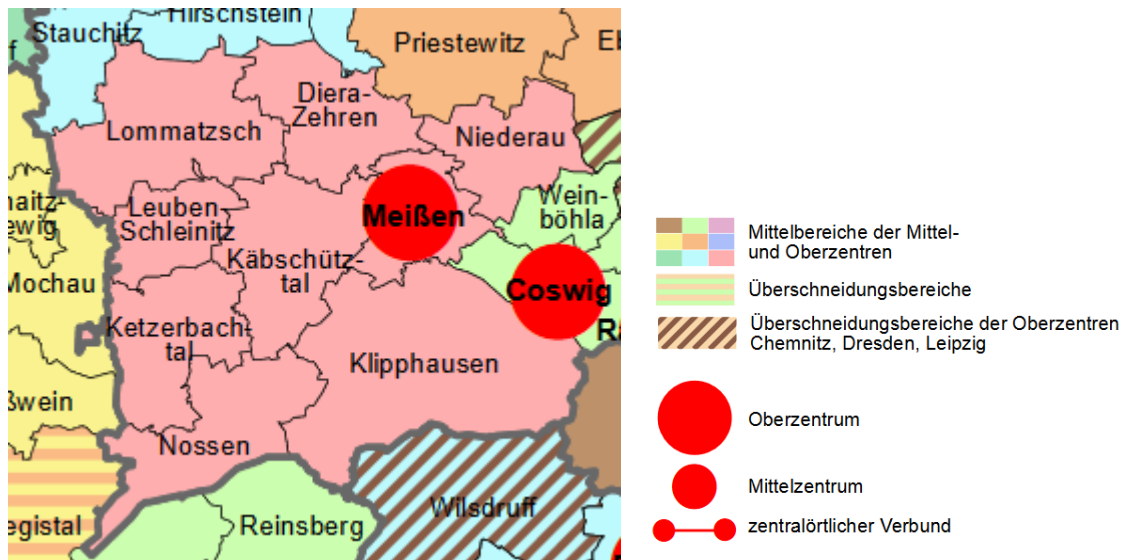 Hirschstein
Stauchitz
Priestewitz
Diera-
Zehren
Lommatzsch
Niederau
Wein-
böhla
Leuben-
Schleinitz
Meißen
Käbschütz-
tal
Coswig
Mochau
Ketzerbach-
tal
Klipphausen
Nossen
Wilsdruff
Reinsberg
Mittelbereiche der Mittel-
und Oberzentren
Überschneidungsbereiche
Überschneidungsbereiche der Oberzentren
Chemnitz, Dresden, Leipzig
Oberzentrum
Mittelzentrum
zentralörtlicher Verbund